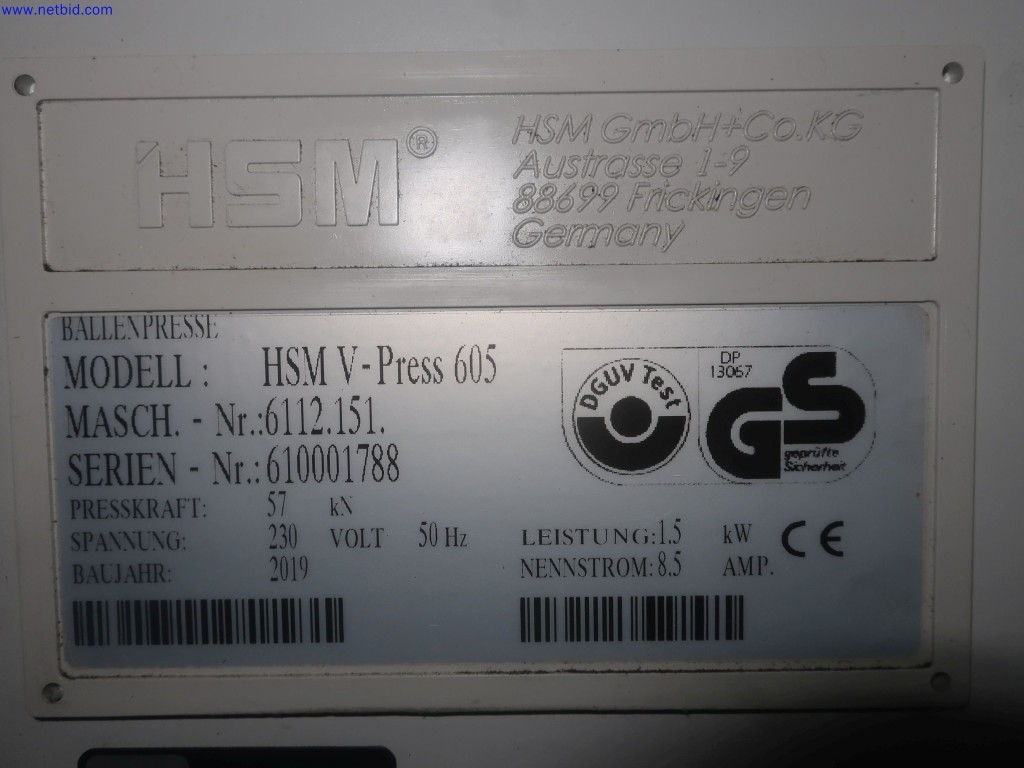 www.netbid.com
HSM®
HSM GmbH+Co.KG
Austrasse 1-9
88699 Frickingen
Germany
BALLENPRESSE
MODELL : HSM V-Press 605
MASCH. - Nr.:6112.151.
SERIEN - Nr.: 610001788
PRESSKRAFT: 57 kN
SPANNUNG: 230 VOLT 50 Hz
BAUJAHR: 2019
LEISTUNG:1.5 kW
NENNSTROM: 8.5 AMP.
DGUV Test
DP
13067
GS
geprüfte
Sicherheit
CE